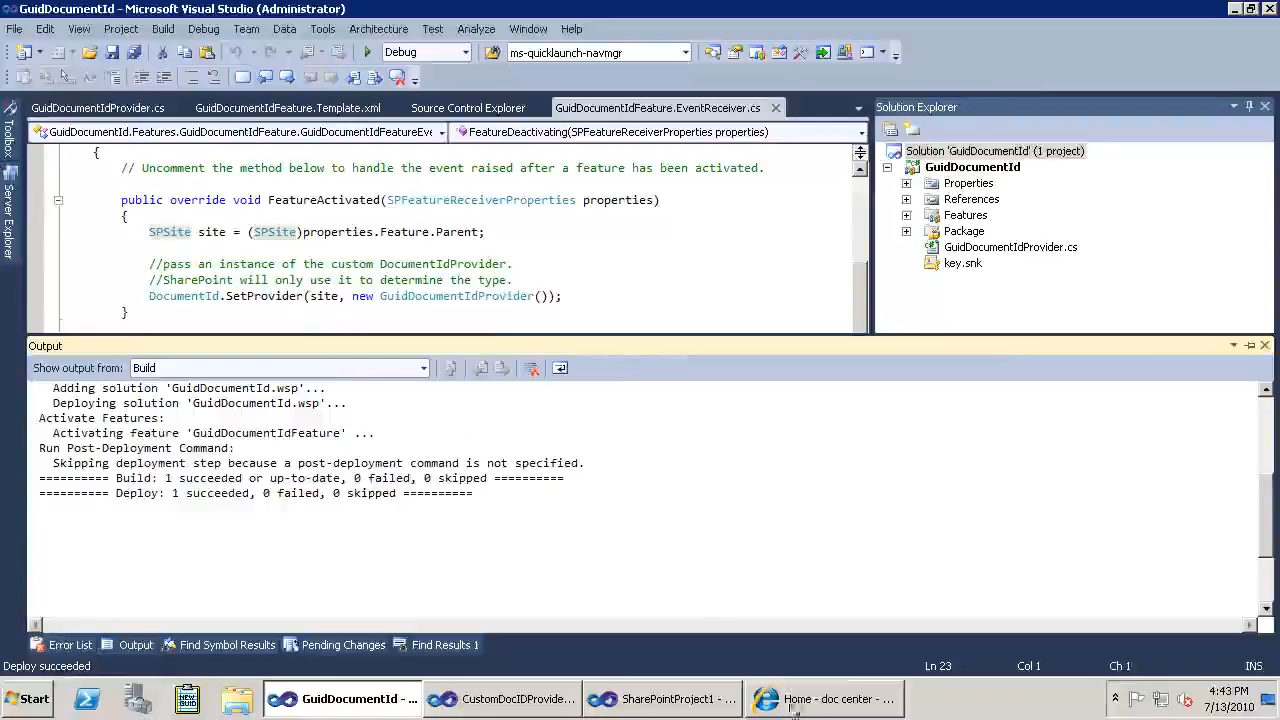 GuidDocumentId - Microsoft Visual Studio (Administrator)
File Edit View Project Build Debug Team Data Tools Architecture Test Analyze Window Help
Debug ms-quicklaunch-navmgr
GuidDocumentIdProvider.cs GuidDocumentIdFeature.Template.xml Source Control Explorer GuidDocumentIdFeature.EventReceiver.cs
GuidDocumentId.Features.GuidDocumentIdFeature.GuidDocumentIdFeatureEve FeatureDeactivating(SPFeatureReceiverProperties properties)
{
// Uncomment the method below to handle the event raised after a feature has been activated.
public override void FeatureActivated(SPFeatureReceiverProperties properties)
{
SPSite site = (SPSite)properties.Feature.Parent;
//pass an instance of the custom DocumentIdProvider.
//SharePoint will only use it to determine the type.
DocumentId.SetProvider(site, new GuidDocumentIdProvider());
}
Toolbox
Server Explorer
Solution Explorer
Solution 'GuidDocumentId' (1 project)
GuidDocumentId
Properties
References
Features
Package
GuidDocumentIdProvider.cs
key.snk
Output
Show output from: Build
Adding solution 'GuidDocumentId.wsp'...
Deploying solution 'GuidDocumentId.wsp'...
Activate Features:
Activating feature 'GuidDocumentIdFeature' ...
Run Post-Deployment Command:
Skipping deployment step because a post-deployment command is not specified.
========== Build: 1 succeeded or up-to-date, 0 failed, 0 skipped ==========
========== Deploy: 1 succeeded, 0 failed, 0 skipped ==========
Error List Output Find Symbol Results Pending Changes Find Results 1
Deploy succeeded Ln 23 Col 1 Ch 1 INS
Start GuidDocumentId - ... CustomDocIDProvide... SharePointProject1 - ... Home - doc center - 4:43 PM
7/13/2010